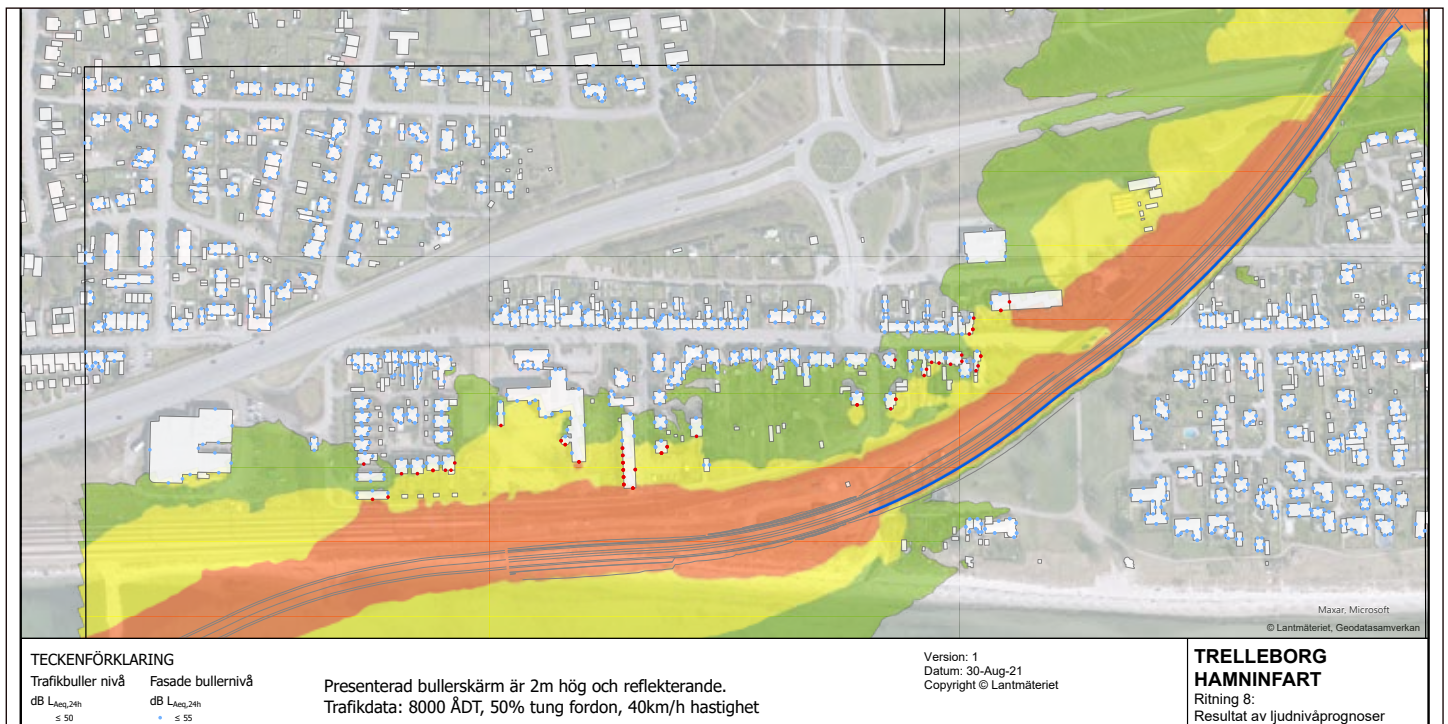 Maxar, Microsoft
© Lantmäteriet, Geodatasamverkan
TECKENFÖRKLARING
Trafikbuller nivå
dB LAeq,24h
≤ 50
Fasade bullernivå
dB LAeq,24h
≤ 55
Presenterad bullerskärm är 2m hög och reflekterande.
Trafikdata: 8000 ÅDT, 50% tung fordon, 40km/h hastighet
Version: 1
Datum: 30-Aug-21
Copyright © Lantmäteriet
TRELLEBORG
HAMNINFART
Ritning 8:
Resultat av ljudnivåprognoser